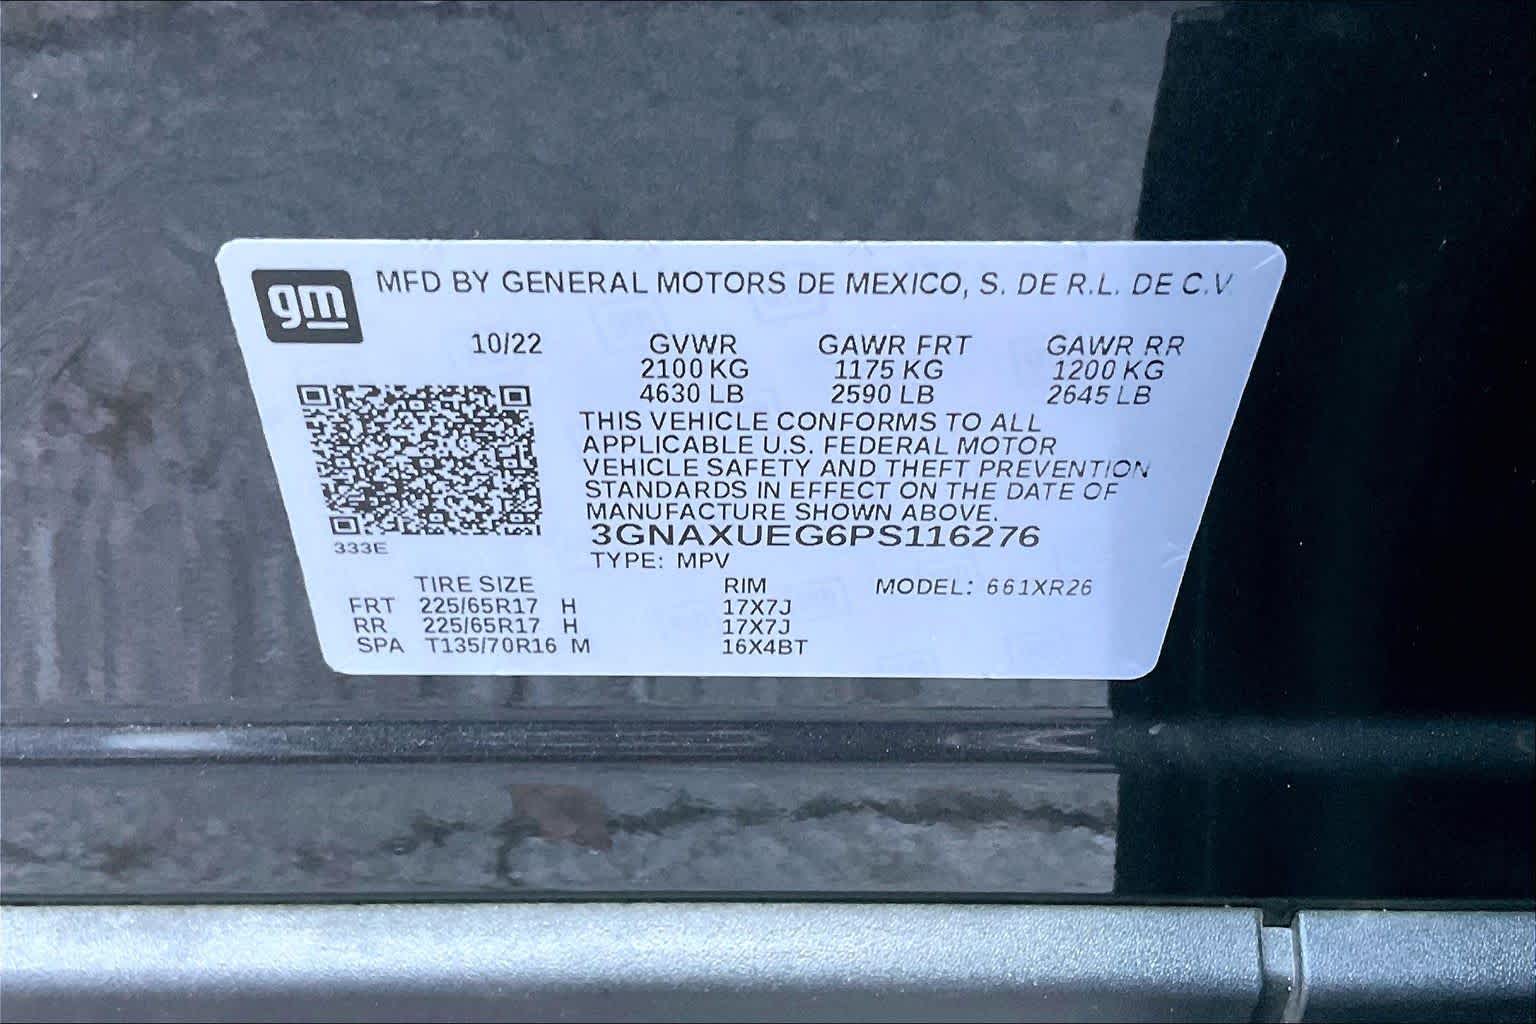 gm
MFD BY GENERAL MOTORS DE MEXICO, S. DE R.L. DE C.V
10/22 GVWR GAWR FRT GAWR RR
2100 KG 1175 KG 1200 KG
4630 LB 2590 LB 2645 LB
THIS VEHICLE CONFORMS TO ALL
APPLICABLE U.S. FEDERAL MOTOR
VEHICLE SAFETY AND THEFT PREVENTION
STANDARDS IN EFFECT ON THE DATE OF
MANUFACTURE SHOWN ABOVE.
3GNAXUEG6PS116276
333E
TYPE: MPV
TIRE SIZE RIM MODEL: 661XR26
FRT 225/65R17 H 17X7J
RR 225/65R17 H 17X7J
SPA T135/70R16 M 16X4BT